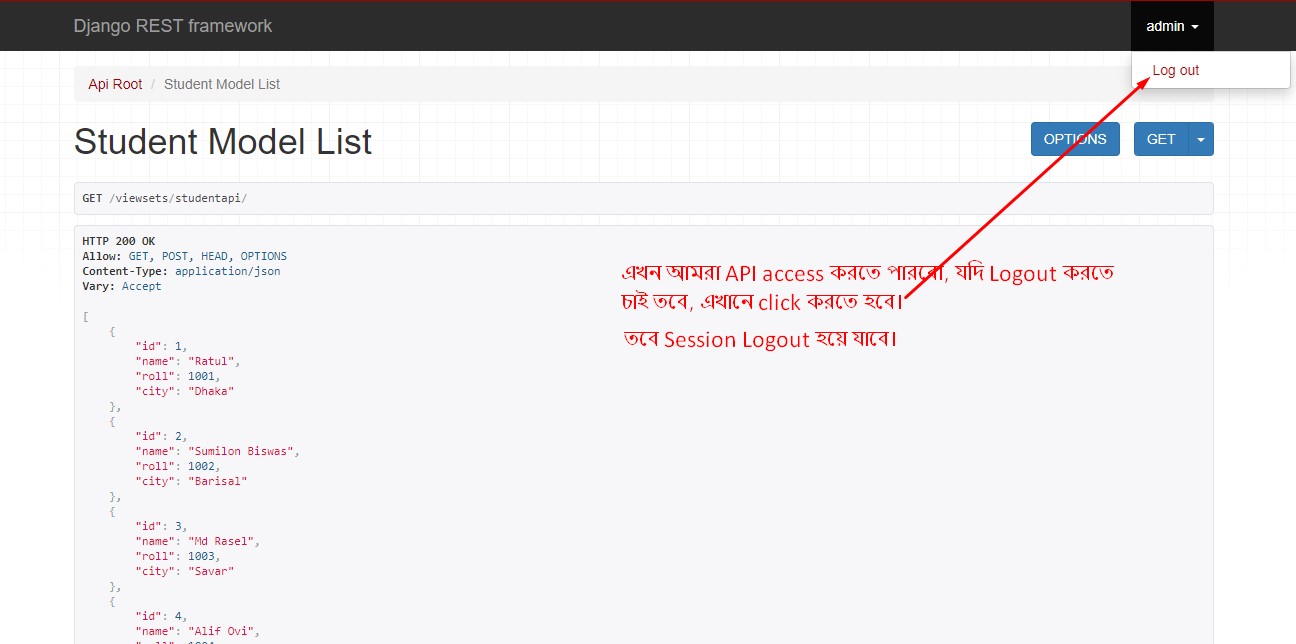 Django REST framework
admin
Log out
Api Root / Student Model List
Student Model List
OPTIONS
GET
GET /viewsets/studentapi/
HTTP 200 OK
Allow: GET, POST, HEAD, OPTIONS
Content-Type: application/json
Vary: Accept
এখন আমরা API access করতে পারবো, যদি Logout করতে
চাই তবে, এখানে click করতে হবে।
তবে Session Logout হয়ে যাবে।
[
{
"id": 1,
"name": "Ratul",
"roll": 1001,
"city": "Dhaka"
},
{
"id": 2,
"name": "Sumilon Biswas",
"roll": 1002,
"city": "Barisal"
},
{
"id": 3,
"name": "Md Rasel",
"roll": 1003,
"city": "Savar"
},
{
"id": 4,
"name": "Alif Ovi",